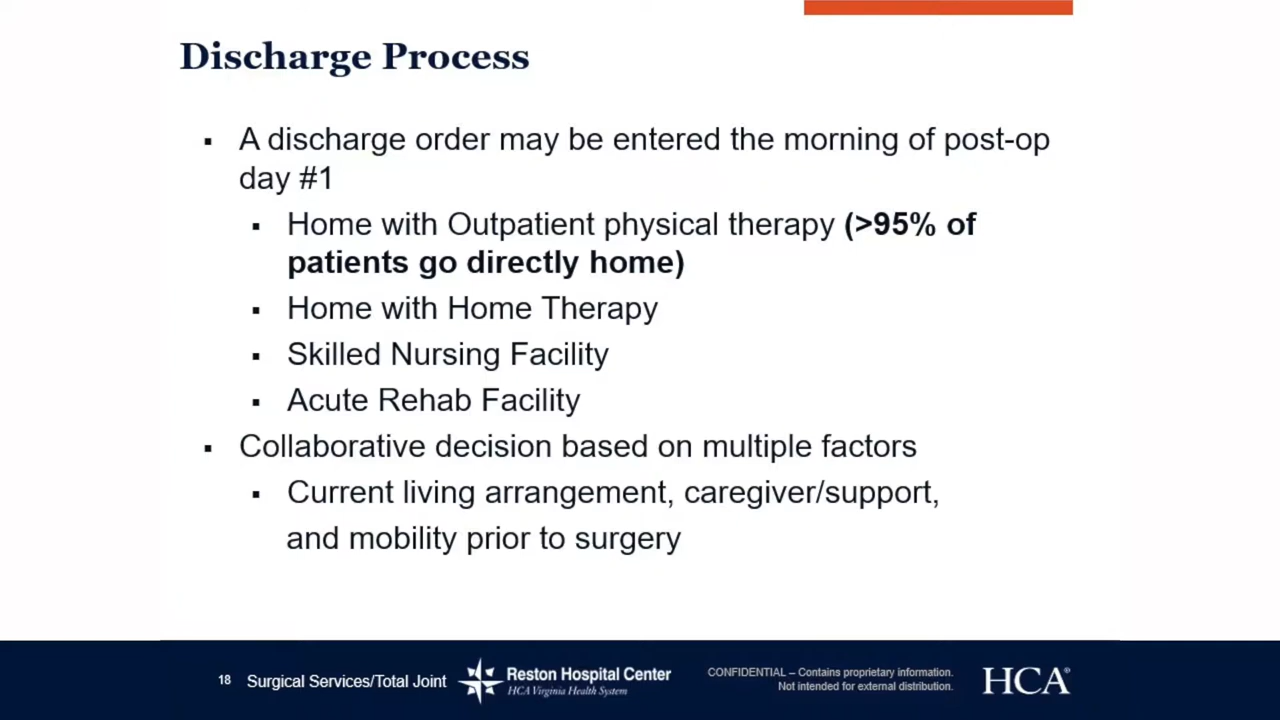 Discharge Process
▪ A discharge order may be entered the morning of post-op
day #1
▪ Home with Outpatient physical therapy (>95% of
patients go directly home)
▪ Home with Home Therapy
▪ Skilled Nursing Facility
▪ Acute Rehab Facility
▪ Collaborative decision based on multiple factors
▪ Current living arrangement, caregiver/support,
and mobility prior to surgery
18 Surgical Services/Total Joint
Reston Hospital Center
HCA Virginia Health System
CONFIDENTIAL – Contains proprietary information.
Not intended for external distribution.
HCA®